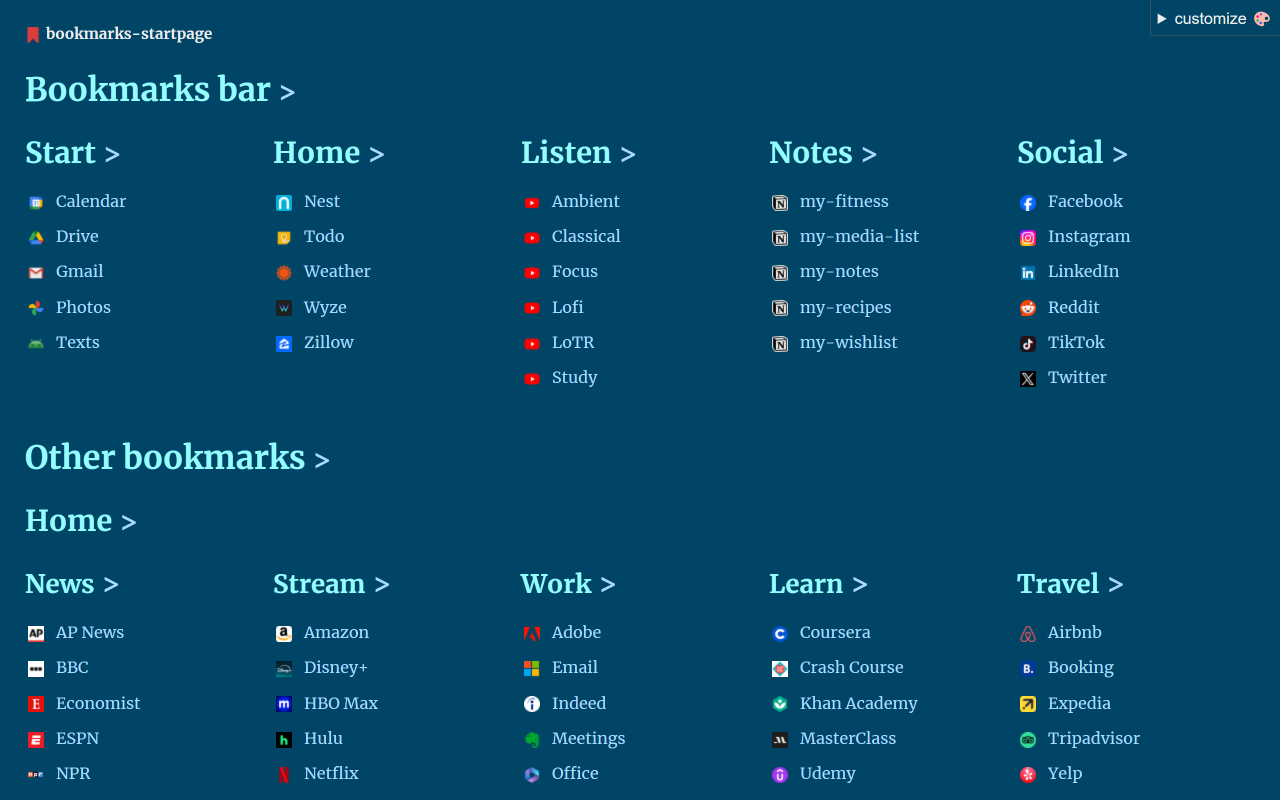 bookmarks-startpage
▶ customize 🎨
Bookmarks bar >
Start >
Calendar
Drive
Gmail
Photos
Texts
Home >
Nest
Todo
Weather
Wyze
Zillow
Listen >
Ambient
Classical
Focus
Lofi
LoTR
Study
Notes >
my-fitness
my-media-list
my-notes
my-recipes
my-wishlist
Social >
Facebook
Instagram
LinkedIn
Reddit
TikTok
Twitter
Other bookmarks >
Home >
News >
AP News
BBC
Economist
ESPN
NPR
Stream >
Amazon
Disney+
HBO Max
Hulu
Netflix
Work >
Adobe
Email
Indeed
Meetings
Office
Learn >
Coursera
Crash Course
Khan Academy
MasterClass
Udemy
Travel >
Airbnb
Booking
Expedia
Tripadvisor
Yelp